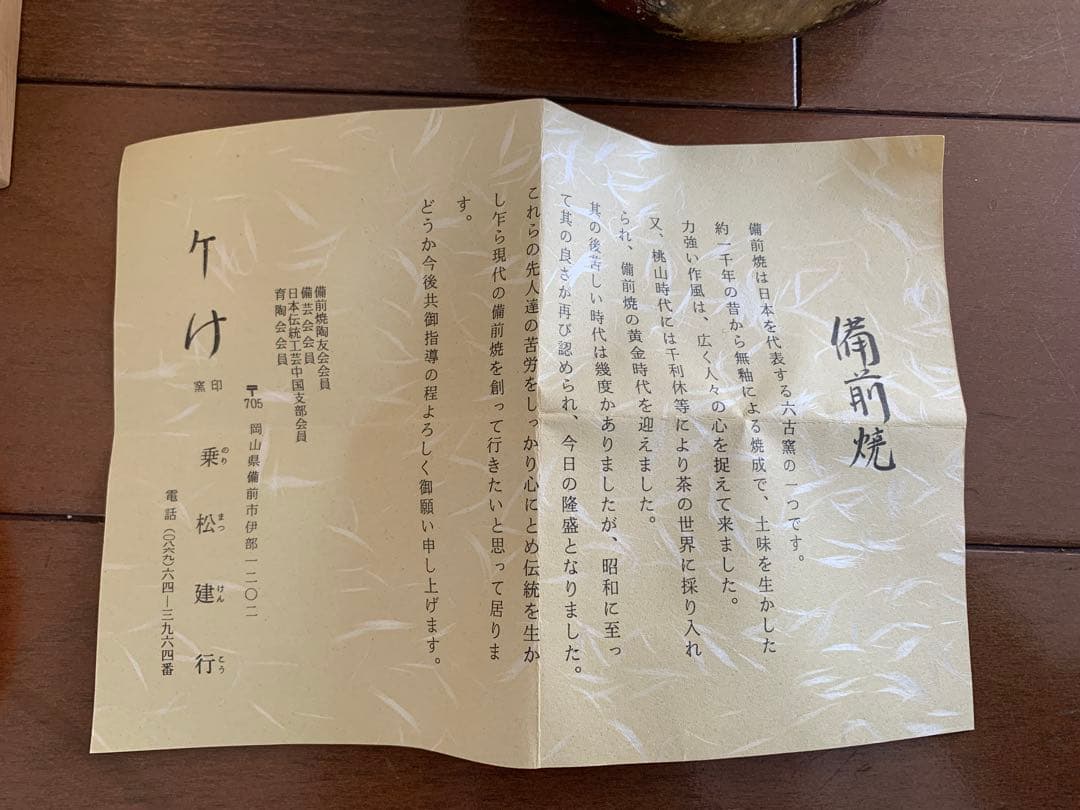 備前焼
備前焼は日本を代表する六古窯の一つです。
約一千年の昔から無釉による焼成で、土味を生かした
力強い作風は、広く人々の心を捉えて来ました。
又、桃山時代には千利休等により茶の世界に採り入れ
られ、備前焼の黄金時代を迎えました。
其の後苦しい時代は幾度かありましたが、昭和に至っ
て其の良さが再び認められ、今日の隆盛となりました。
これらの先人達の苦労をしっかり心にとめ伝統を生か
し乍ら現代の備前焼を創って行きたいと思って居りま
す。
どうか今後共御指導の程よろしく御願い申し上げます。
備前焼陶友会会員
備芸会会員
日本伝統工芸中国支部会員
育陶会会員
〒705 岡山県備前市伊部一二〇二
ケ け 窯印 乗松建行
のり まつ けん とう
電話(〇八六九)六四―三九六四番